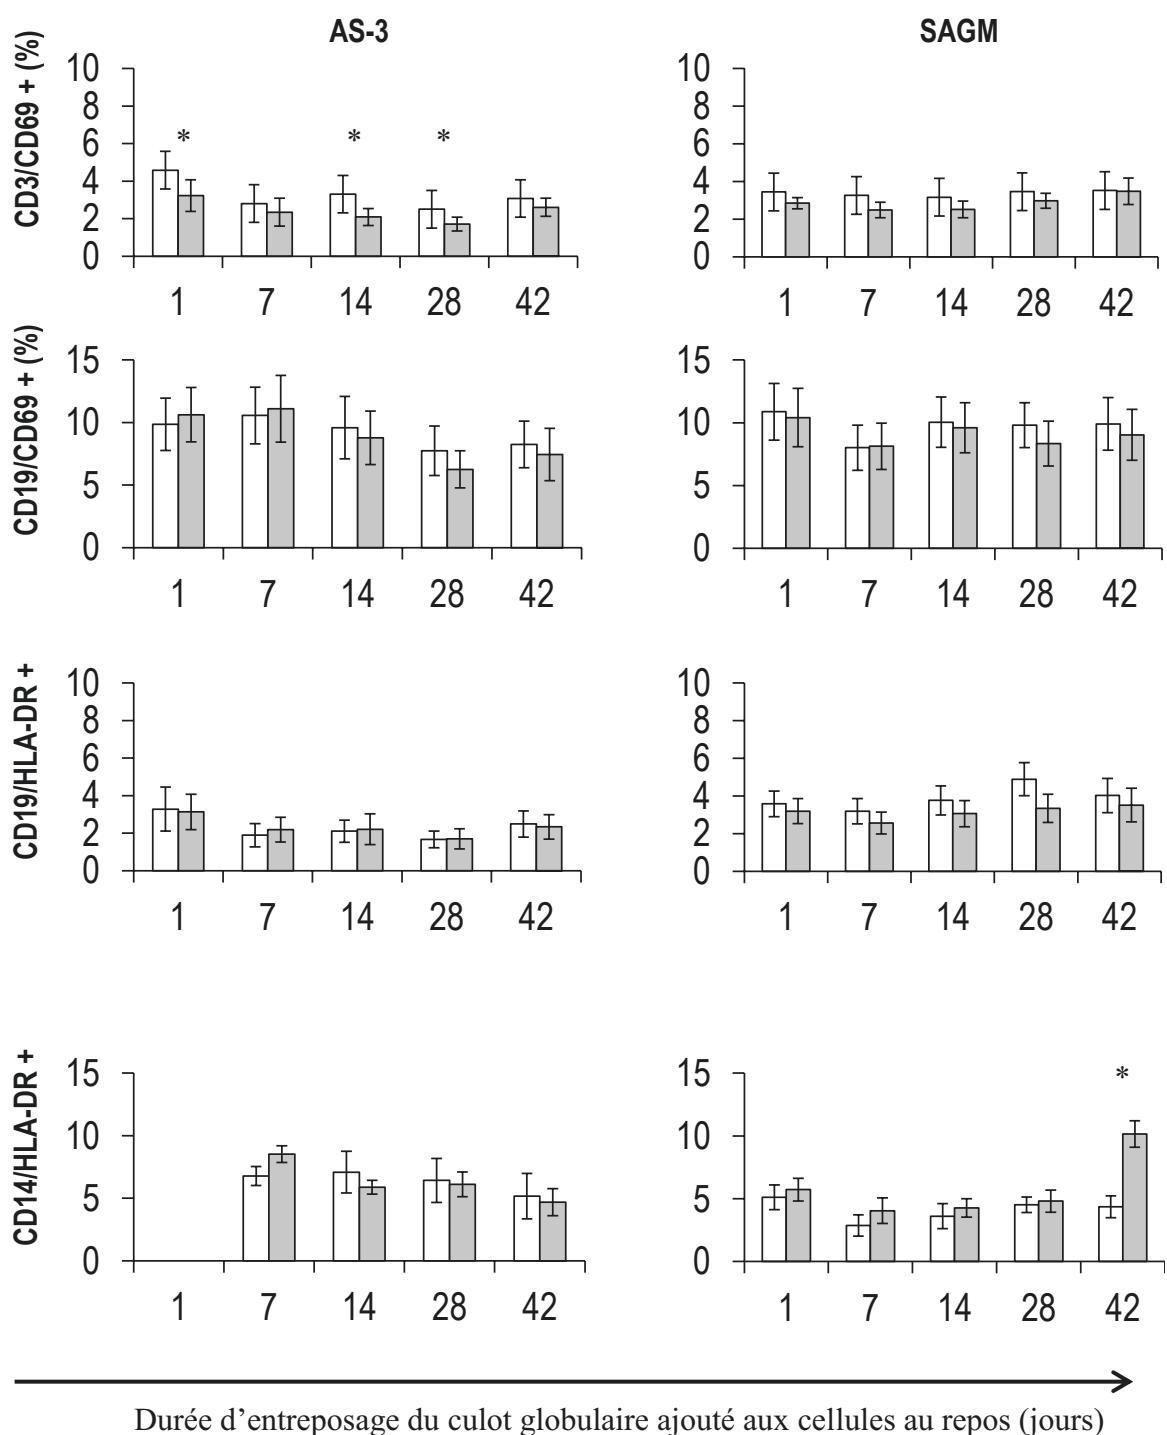 AS-3
SAGM
CD3/CD69 + (%)
10
8
6
4
2
0
* * *
1 7 14 28 42
10
8
6
4
2
0
1 7 14 28 42
CD19/CD69 + (%)
15
10
5
0
1 7 14 28 42
15
10
5
0
1 7 14 28 42
CD19/HLA-DR +
10
8
6
4
2
0
1 7 14 28 42
10
8
6
4
2
0
1 7 14 28 42
CD14/HLA-DR +
15
10
5
0
1 7 14 28 42
15
10
5
0
*
1 7 14 28 42
Durée d’entreposage du culot globulaire ajouté aux cellules au repos (jours)